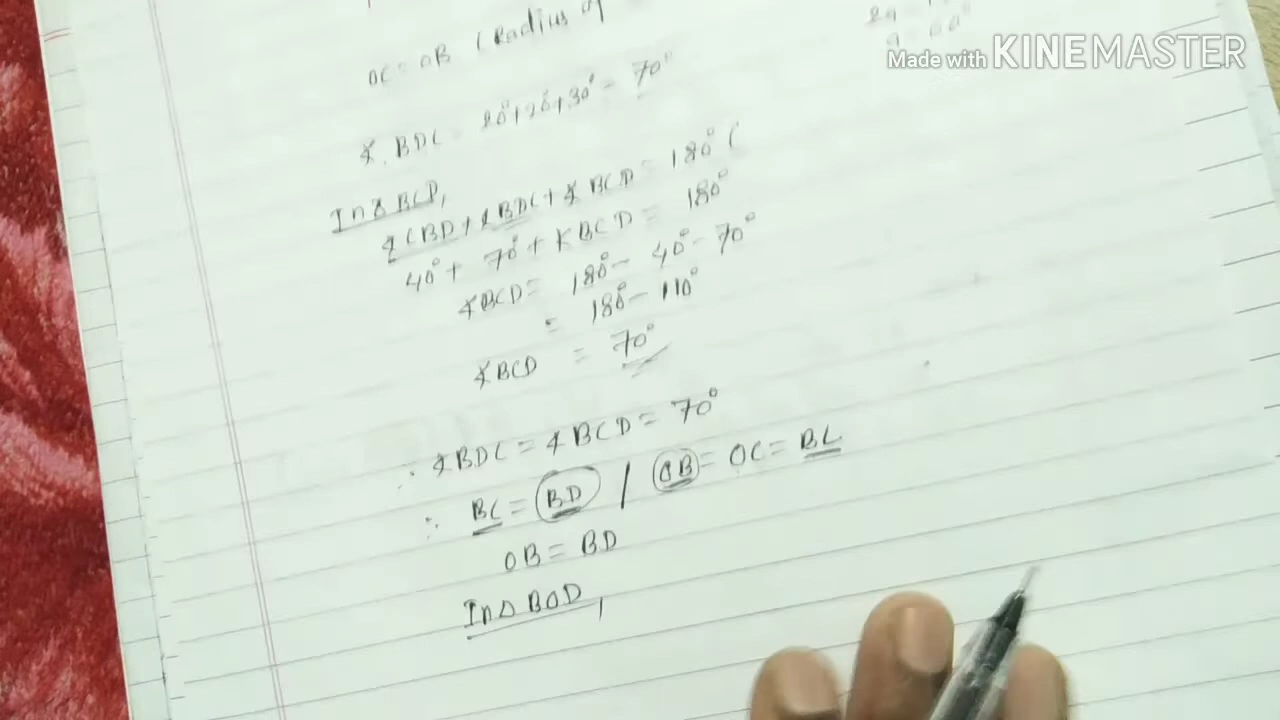 OC = OB (Radius of
2a =
a = 60°
Made with KINEMASTER
∡ BDC = 20° + 20° + 30° = 70°
In Δ BCD,
∡CBD + ∡BDC + ∡BCD = 180° (
40° + 70° + ∡BCD = 180°
∡BCD = 180° - 40° - 70°
= 180° - 110°
∡BCD = 70°
∴ ∡BDC = ∡BCD = 70°
∴ BC = BD / OB = OC = BC
OB = BD
In Δ BOD,